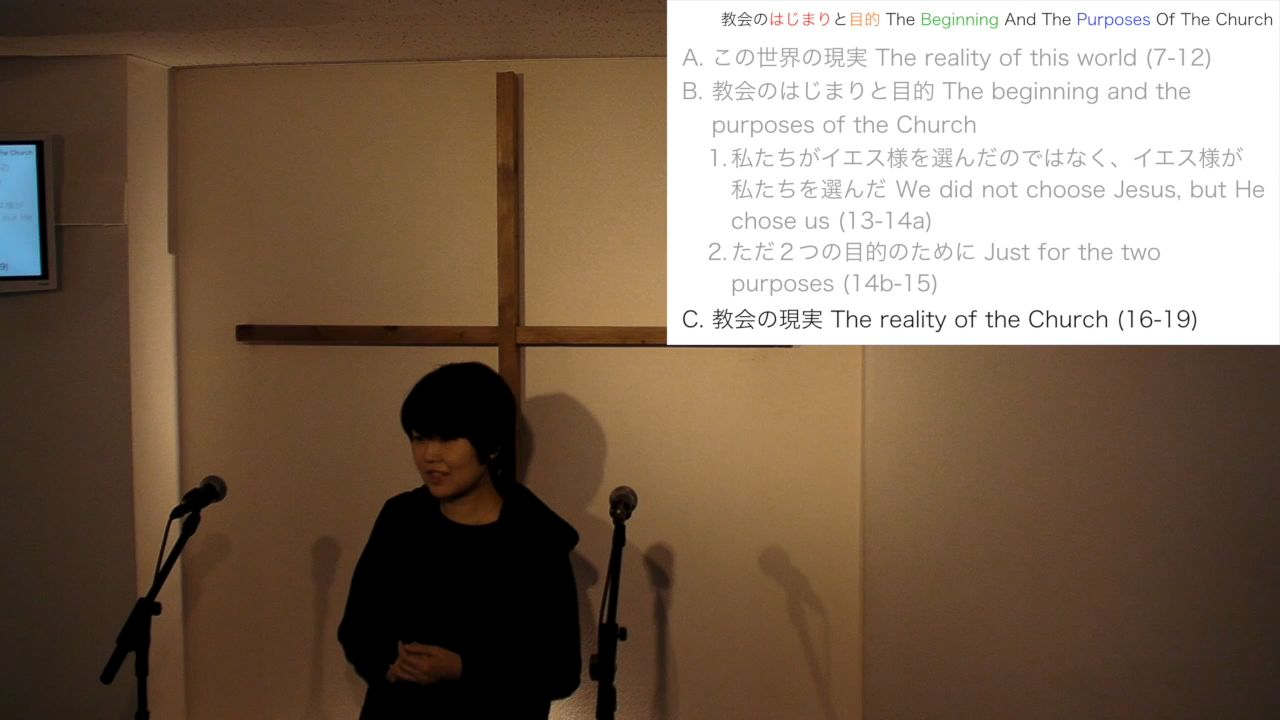 教会のはじまりと目的 The Beginning And The Purposes Of The Church
A. この世界の現実 The reality of this world (7-12)
B. 教会のはじまりと目的 The beginning and the
purposes of the Church
1. 私たちがイエス様を選んだのではなく、イエス様が
私たちを選んだ We did not choose Jesus, but He
chose us (13-14a)
2. ただ２つの目的のために Just for the two
purposes (14b-15)
C. 教会の現実 The reality of the Church (16-19)